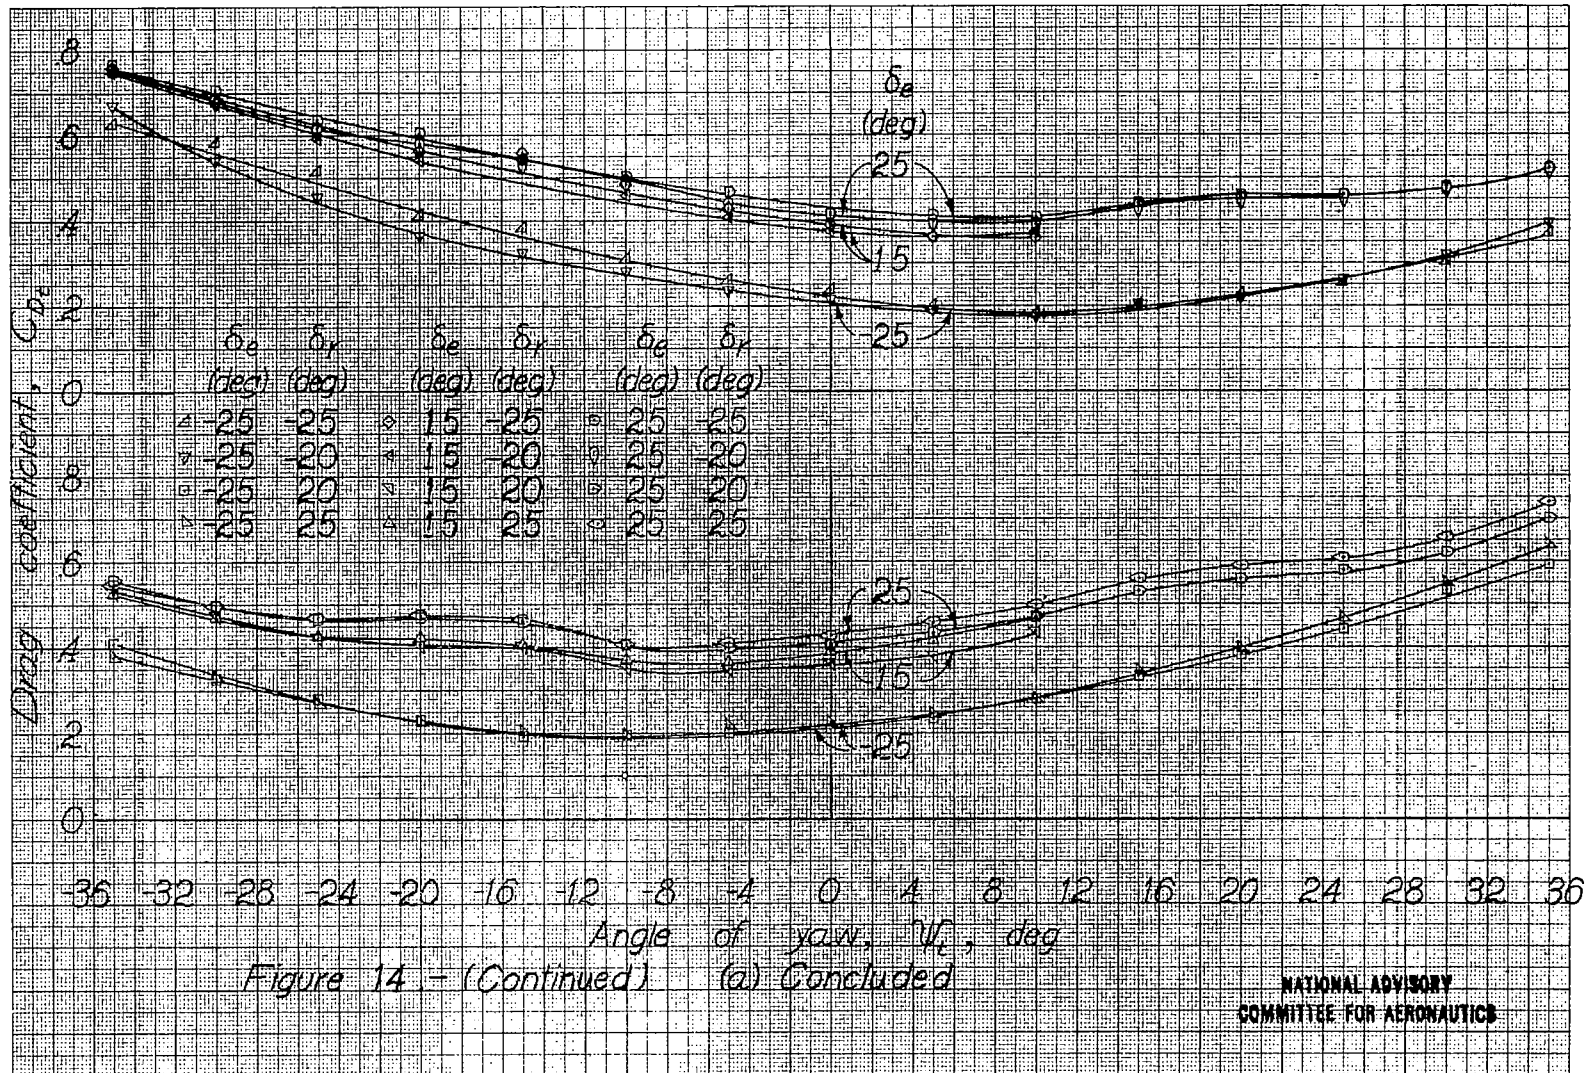 .8
.6
.4
.2
0
.8
.6
.4
.2
0
Drag coefficient, C_Dt
δe
(deg)
25
15
-25
δe δr δe δr δe δr
(deg) (deg) (deg) (deg) (deg) (deg)
-25 -25 15 -25 25 -25
-25 -20 15 -20 25 -20
-25 20 15 20 25 20
-25 25 15 25 25 25
25
15
-25
-36 -32 -28 -24 -20 -16 -12 -8 -4 0 4 8 12 16 20 24 28 32 36
Angle of yaw, ψt, deg
Figure 14.- (Continued) (a) Concluded
NATIONAL ADVISORY
COMMITTEE FOR AERONAUTICS